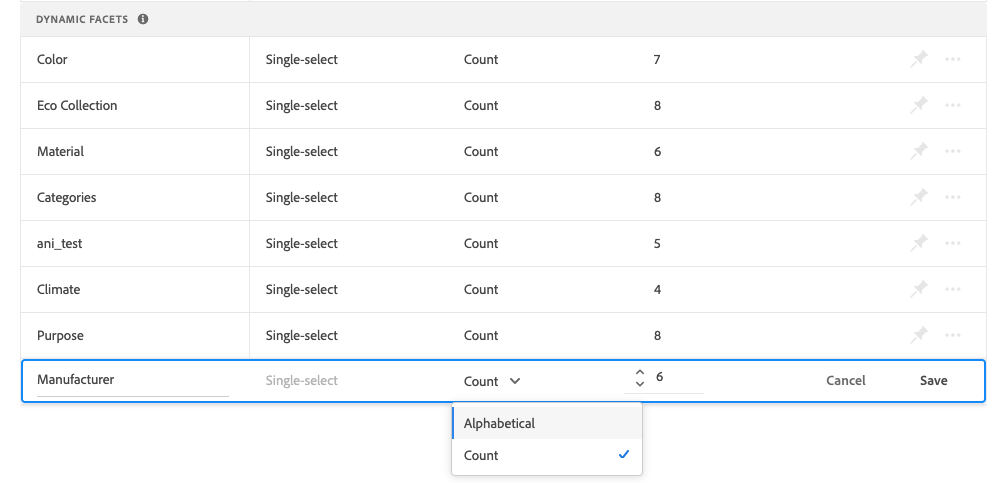 DYNAMIC FACETS
Color Single-select Count 7
Eco Collection Single-select Count 8
Material Single-select Count 6
Categories Single-select Count 8
ani_test Single-select Count 5
Climate Single-select Count 4
Purpose Single-select Count 8
Manufacturer Single-select Count 6 Cancel Save
Alphabetical
Count